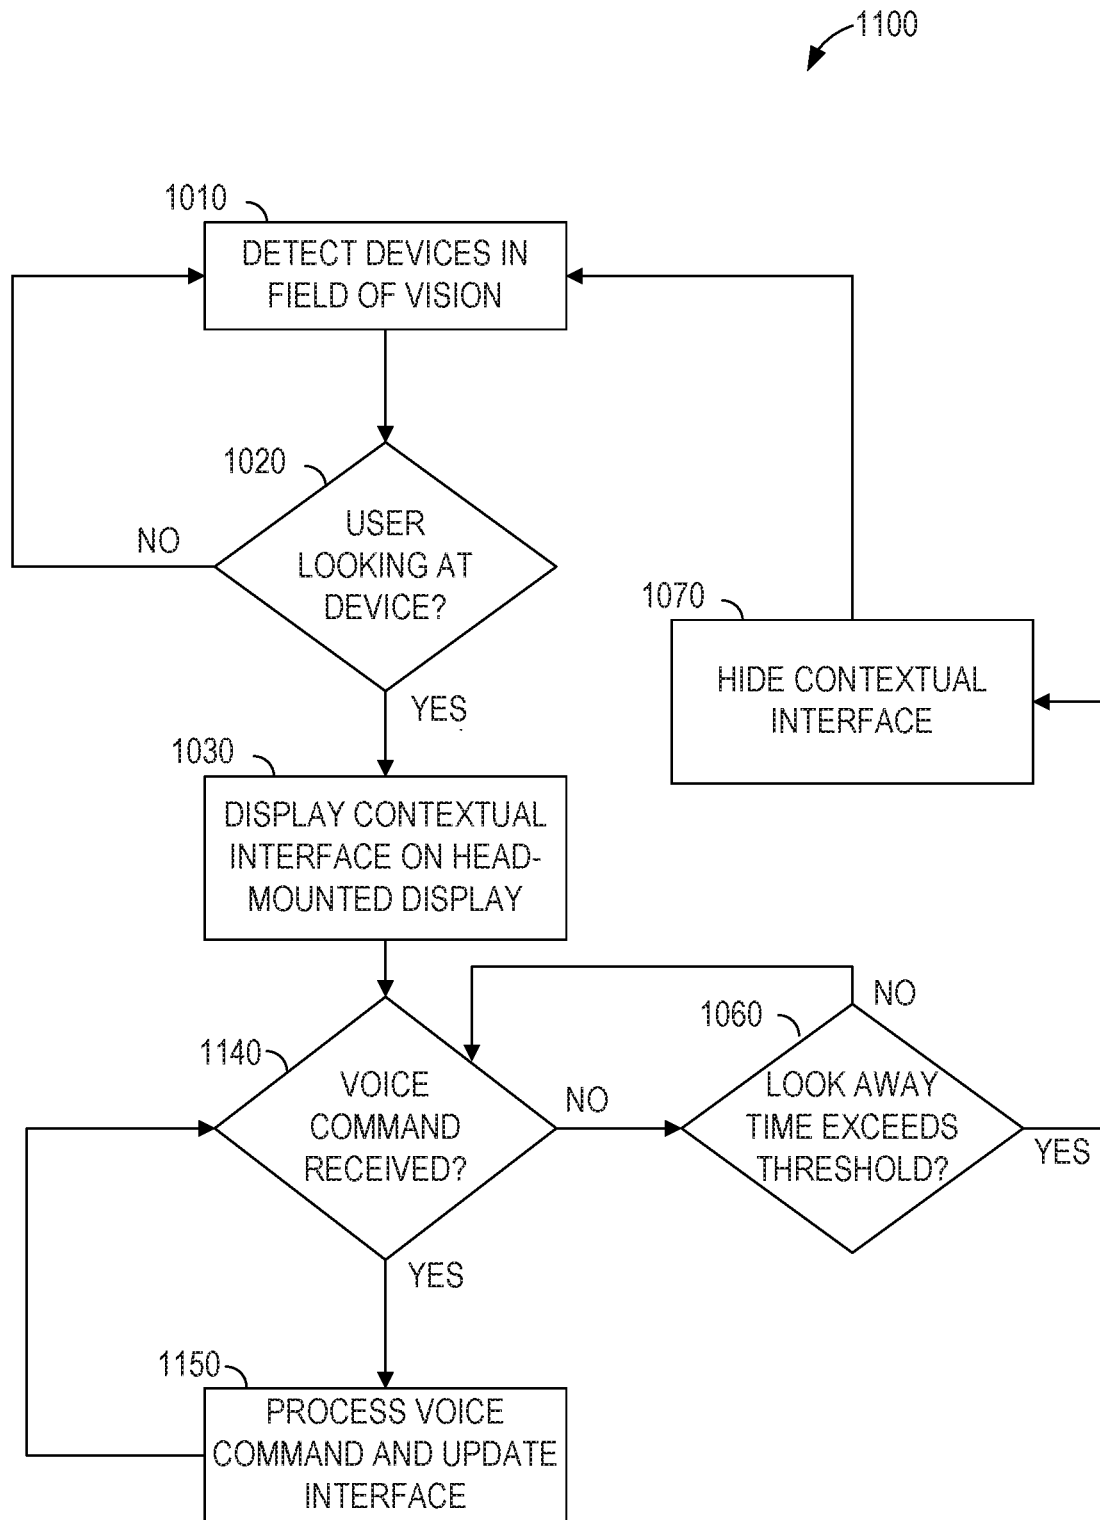 1100
1010
DETECT DEVICES IN
FIELD OF VISION
1020
USER
LOOKING AT
DEVICE?
NO
YES
1070
HIDE CONTEXTUAL
INTERFACE
1030
DISPLAY CONTEXTUAL
INTERFACE ON HEAD-
MOUNTED DISPLAY
1140
VOICE
COMMAND
RECEIVED?
NO
YES
1060
LOOK AWAY
TIME EXCEEDS
THRESHOLD?
NO
YES
1150
PROCESS VOICE
COMMAND AND UPDATE
INTERFACE